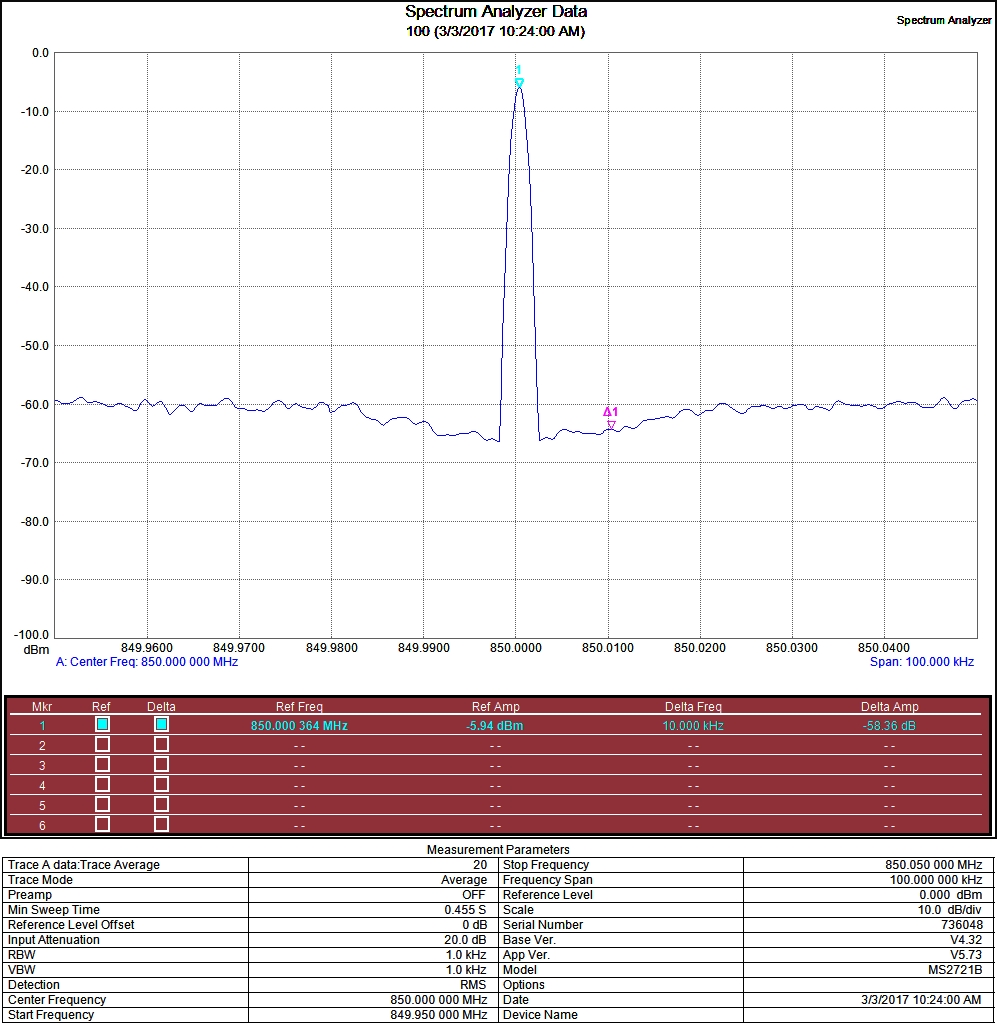 Spectrum Analyzer Data
100 (3/3/2017 10:24:00 AM)
Spectrum Analyzer
0.0
1
-10.0
-20.0
-30.0
-40.0
-50.0
-60.0
Δ1
-70.0
-80.0
-90.0
-100.0
dBm
849.9600 849.9700 849.9800 849.9900 850.0000 850.0100 850.0200 850.0300 850.0400
A: Center Freq: 850.000 000 MHz Span: 100.000 kHz
Mkr Ref Delta Ref Freq Ref Amp Delta Freq Delta Amp
1 850.000 364 MHz -5.94 dBm 10.000 kHz -58.36 dB
2 - - - - - - - -
3 - - - - - - - -
4 - - - - - - - -
5 - - - - - - - -
6 - - - - - - - -
Measurement Parameters
Trace A data:Trace Average 20 Stop Frequency 850.050 000 MHz
Trace Mode Average Frequency Span 100.000 000 kHz
Preamp OFF Reference Level 0.000 dBm
Min Sweep Time 0.455 S Scale 10.0 dB/div
Reference Level Offset 0 dB Serial Number 736048
Input Attenuation 20.0 dB Base Ver. V4.32
RBW 1.0 kHz App Ver. V5.73
VBW 1.0 kHz Model MS2721B
Detection RMS Options
Center Frequency 850.000 000 MHz Date 3/3/2017 10:24:00 AM
Start Frequency 849.950 000 MHz Device Name